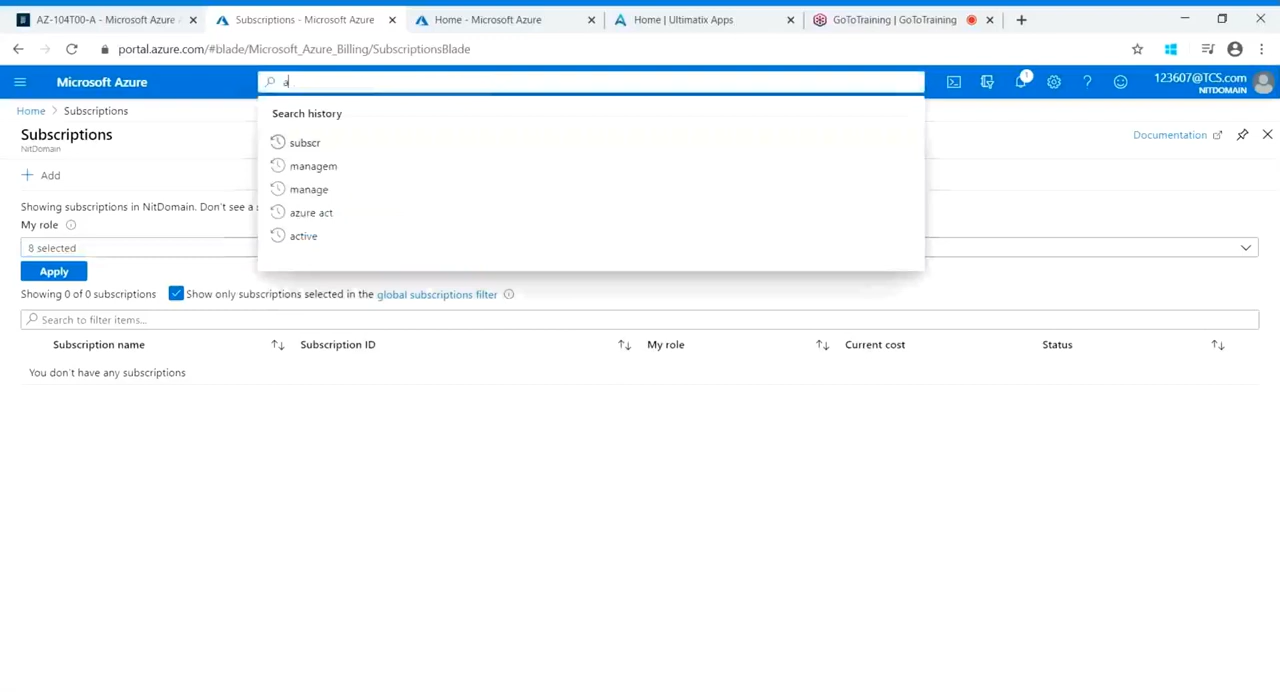 AZ-104T00-A - Microsoft Azure
Subscriptions - Microsoft Azure
Home - Microsoft Azure
Home | Ultimatix Apps
GoToTraining | GoToTraining
portal.azure.com/#blade/Microsoft_Azure_Billing/SubscriptionsBlade
Microsoft Azure
a
1
123607@TCS.com
NITDOMAIN
Home > Subscriptions
Subscriptions
NitDomain
Documentation
Add
Search history
subscr
managem
manage
azure act
active
Showing subscriptions in NitDomain. Don't see a
My role
8 selected
Apply
Showing 0 of 0 subscriptions
Show only subscriptions selected in the global subscriptions filter
Search to filter items...
Subscription name
Subscription ID
My role
Current cost
Status
You don't have any subscriptions